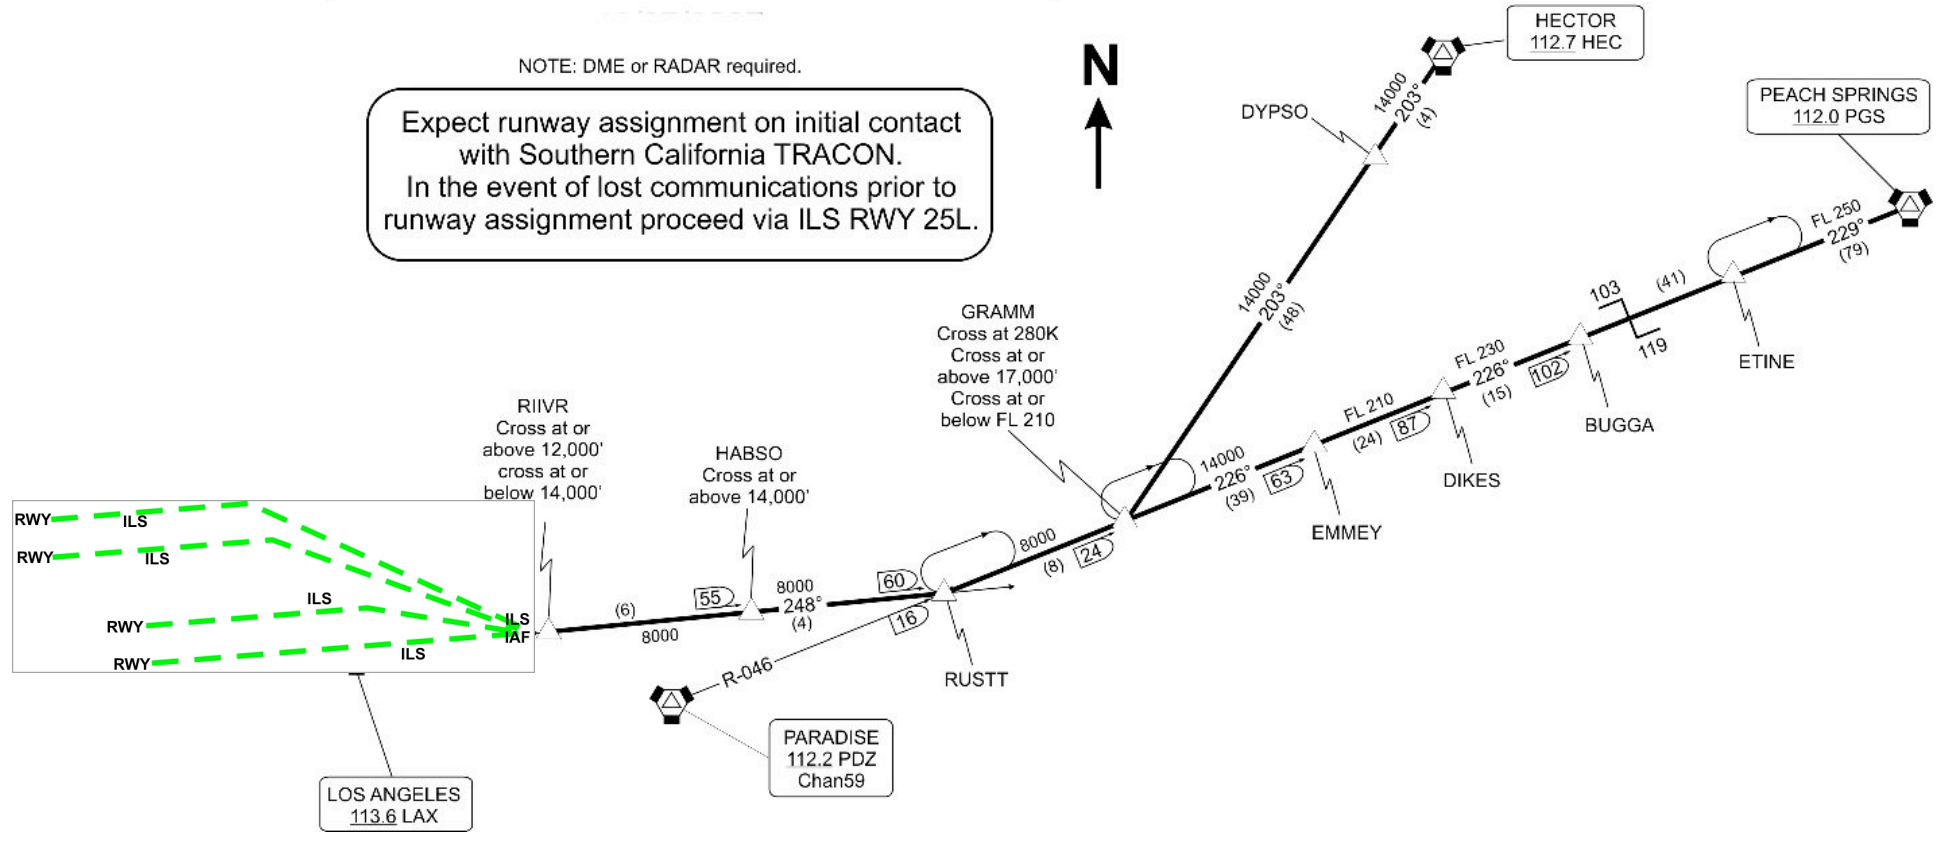 NOTE: DME or RADAR required.
Expect runway assignment on initial contact
with Southern California TRACON.
In the event of lost communications prior to
runway assignment proceed via ILS RWY 25L.
N
HECTOR
112.7 HEC
PEACH SPRINGS
112.0 PGS
DYPSO
14000
203°
(4)
14000
203°
(48)
FL 250
229°
(79)
ETINE
(41)
103
119
BUGGA
FL 230
226°
(15)
102
DIKES
FL 210
(24)
87
EMMEY
14000
226°
(39)
63
GRAMM
Cross at 280K
Cross at or
above 17,000'
Cross at or
below FL 210
8000
(8)
24
RUSTT
60
16
R-046
8000
248°
(4)
HABSO
Cross at or
above 14,000'
55
(6)
8000
RIIVR
Cross at or
above 12,000'
cross at or
below 14,000'
RWY
ILS
RWY
ILS
RWY
ILS
RWY
ILS
ILS
IAF
PARADISE
112.2 PDZ
Chan59
LOS ANGELES
113.6 LAX